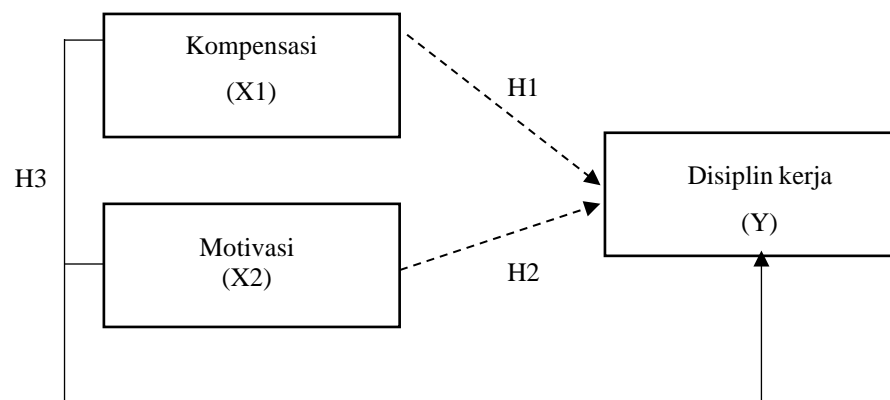 Kompensasi
(X1)
H1
H3
Disiplin kerja
(Y)
Motivasi
(X2)
H2